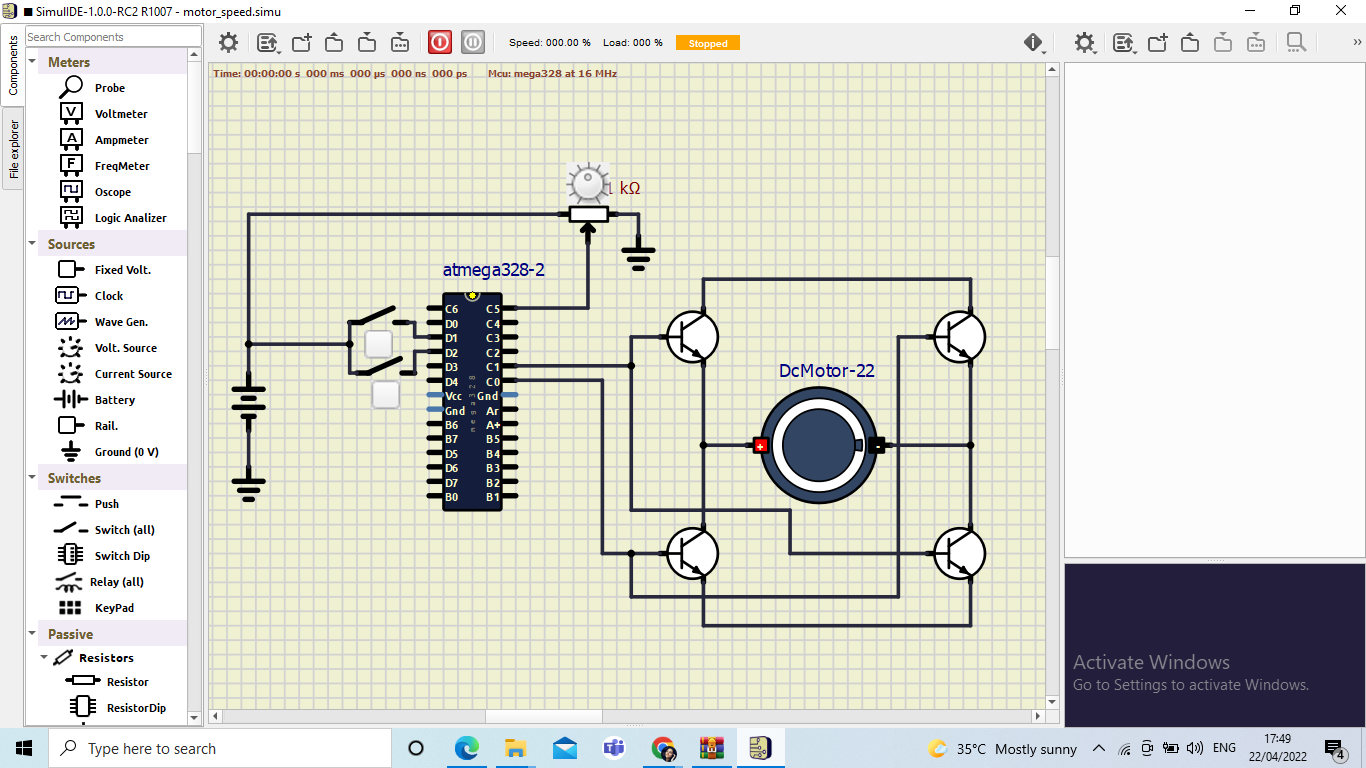 SimulIDE-1.0.0-RC2 R1007 - motor_speed.simu
Components
File explorer
Search Components
Meters
Probe
V Voltmeter
A Ampmeter
F FreqMeter
Oscope
Logic Analizer
Sources
Fixed Volt.
Clock
Wave Gen.
Volt. Source
Current Source
Battery
Rail.
Ground (0 V)
Switches
Push
Switch (all)
Switch Dip
Relay (all)
KeyPad
Passive
Resistors
Resistor
ResistorDip
Speed: 000.00 % Load: 000 % Stopped
Time: 00:00:00 s 000 ms 000 µs 000 ns 000 ps Mcu: mega328 at 16 MHz
1 kΩ
atmega328-2
C6 C5
D0 C4
D1 C3
D2 C2
D3 C1
D4 C0
Vcc Gnd
Gnd Ar
B6 A+
B7 B5
D5 B4
D6 B3
D7 B2
B0 B1
mega328
DcMotor-22
+ -
Activate Windows
Go to Settings to activate Windows.
Type here to search
35°C Mostly sunny
ENG
17:49
22/04/2022
4